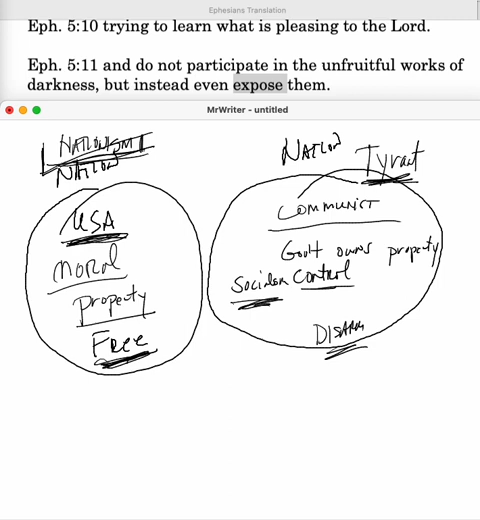 Ephesians Translation
Eph. 5:10 trying to learn what is pleasing to the Lord.
Eph. 5:11 and do not participate in the unfruitful works of
darkness, but instead even expose them.
MrWriter - untitled
NATION
USA
Moral
Property
Free
NATION
Tyrant
COMMUNIST
Govt owns property
Socialism Control
DISARM